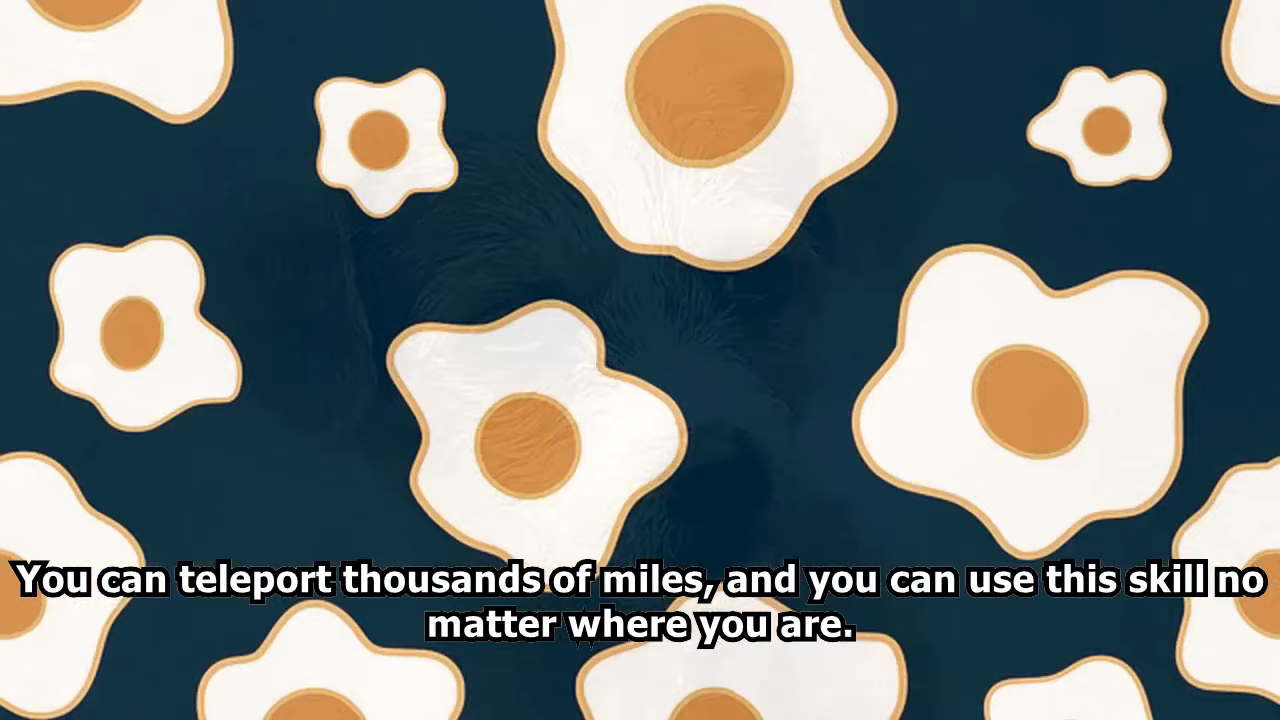 You can teleport thousands of miles, and you can use this skill no
matter where you are.